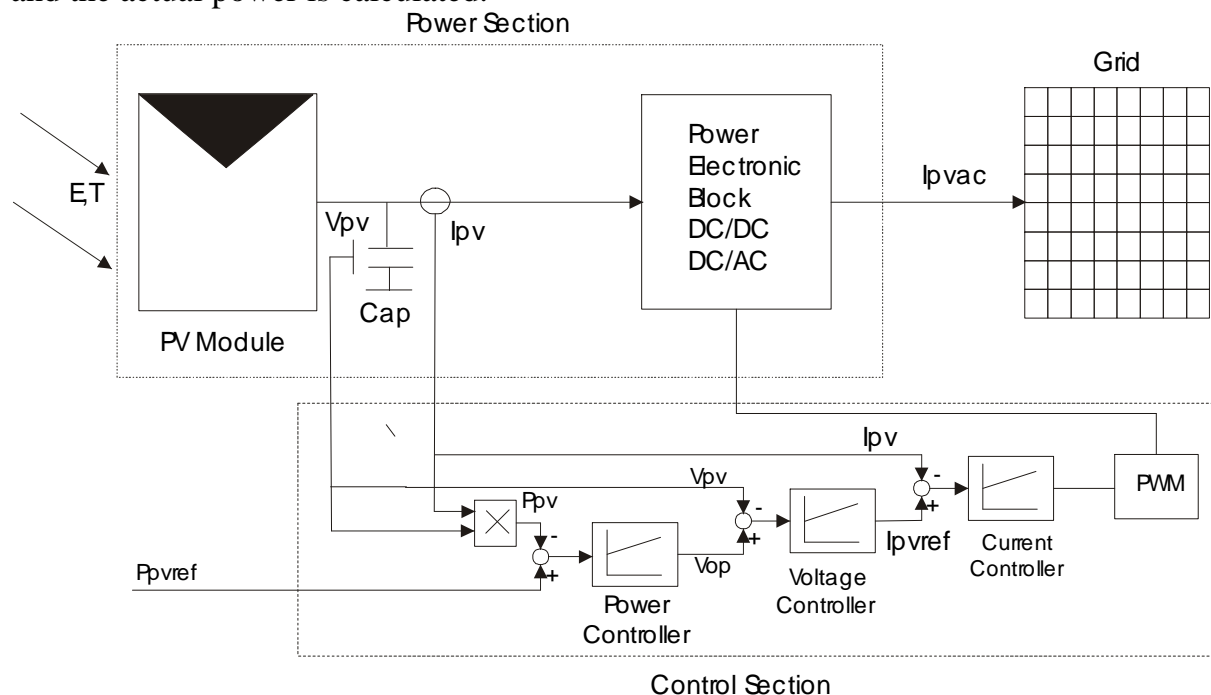 and the actual power is calculated.
Power Section
Grid
Power
Electronic
Block
DC/DC
DC/AC
Ipvac
E,T
Vpv
Ipv
Cap
PV Module
Ipv
Vpv
-
+
PWM
Ppv
-
+
-
+
Ipvref
Current
Controller
Vop
Voltage
Controller
Ppvref
Power
Controller
Control Section